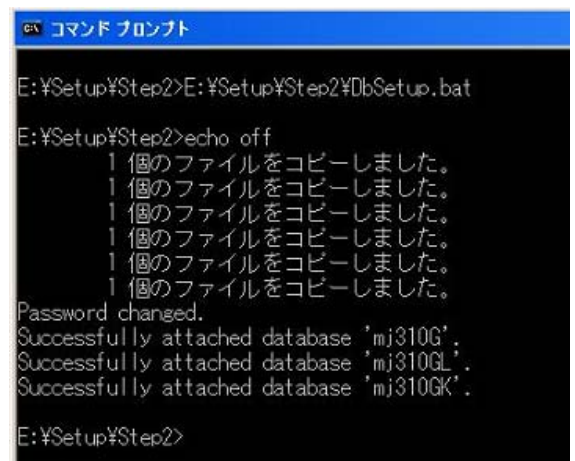 コマンド プロンプト
E:¥Setup¥Step2>E:¥Setup¥Step2¥DbSetup.bat
E:¥Setup¥Step2>echo off
1 個のファイルをコピーしました。
1 個のファイルをコピーしました。
1 個のファイルをコピーしました。
1 個のファイルをコピーしました。
1 個のファイルをコピーしました。
1 個のファイルをコピーしました。
Password changed.
Successfully attached database 'mj310G'.
Successfully attached database 'mj310GL'.
Successfully attached database 'mj310GK'.
E:¥Setup¥Step2>